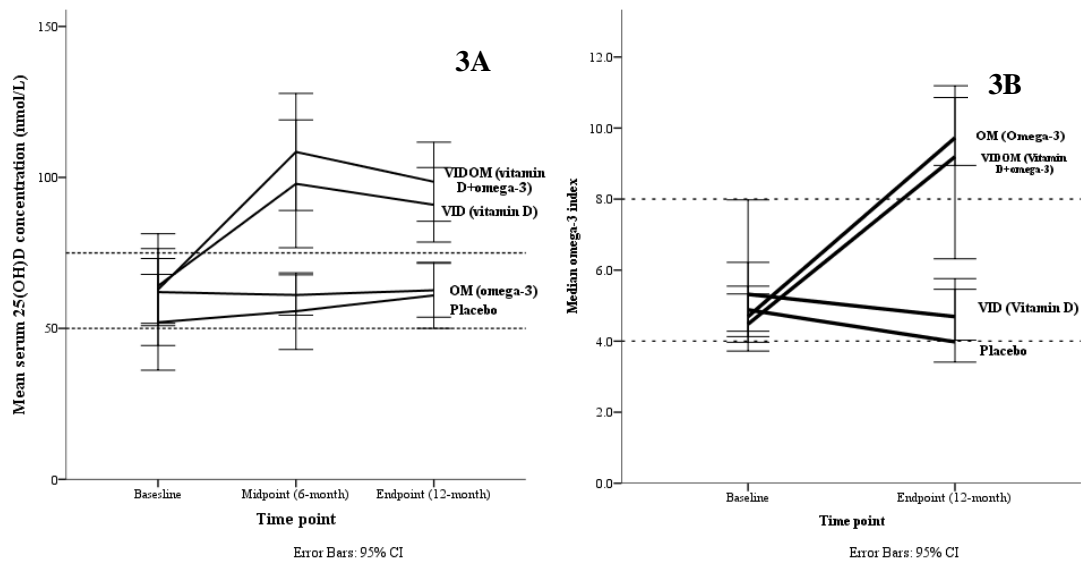 3A
Mean serum 25(OH)D concentration (nmol/L)
150
100
50
0
VIDOM (vitamin
D+omega-3)
VID (vitamin D)
OM (omega-3)
Placebo
Basesline
Midpoint (6-month)
Endpoint (12-month)
Time point
Error Bars: 95% CI
3B
Median omega-3 index
12.0
10.0
8.0
6.0
4.0
2.0
0.0
OM (Omega-3)
VIDOM (Vitamin
D+omega-3)
VID (Vitamin D)
Placebo
Baseline
Endpoint (12-month)
Time point
Error Bars: 95% CI